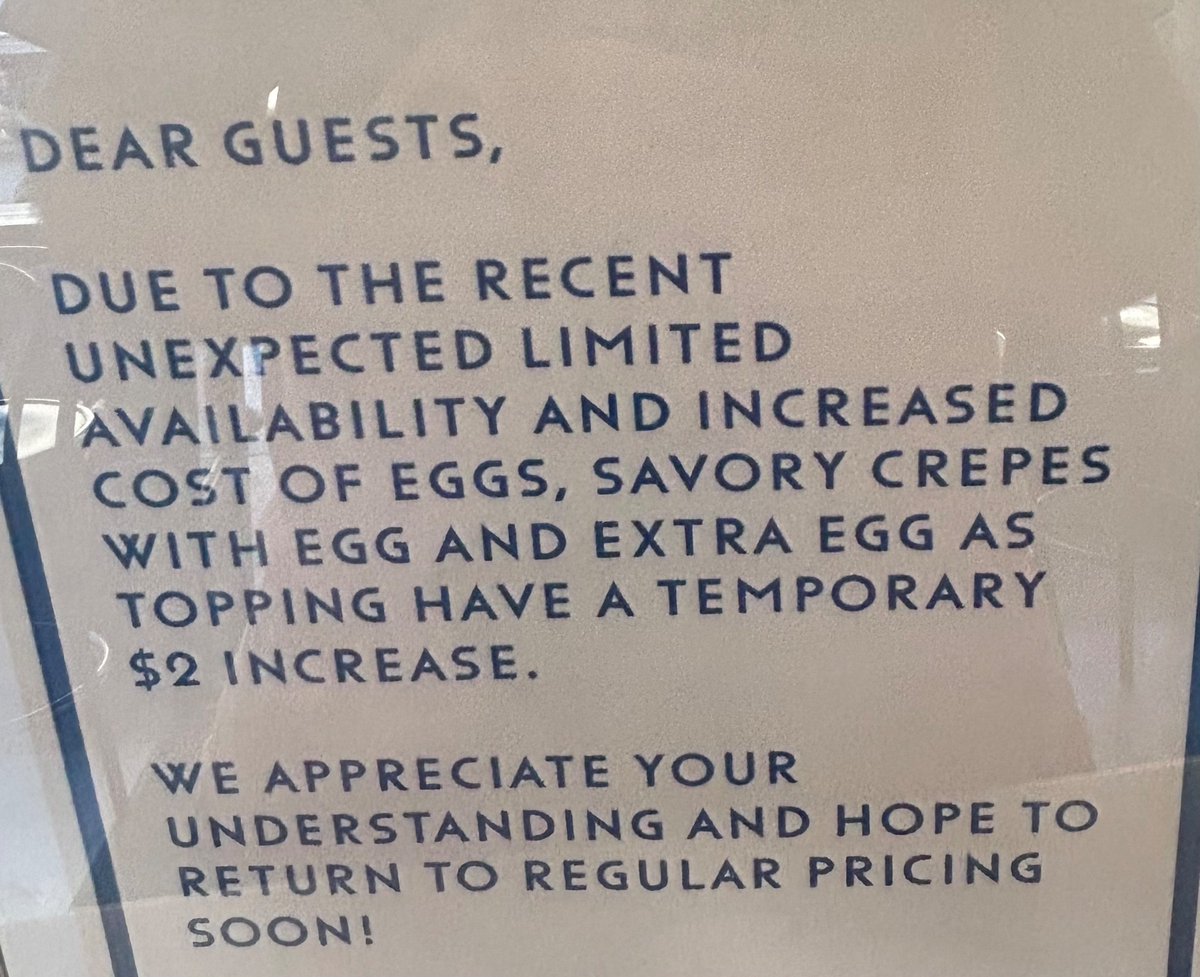 DEAR GUESTS,
DUE TO THE RECENT
UNEXPECTED LIMITED
AVAILABILITY AND INCREASED
COST OF EGGS, SAVORY CREPES
WITH EGG AND EXTRA EGG AS
TOPPING HAVE A TEMPORARY
$2 INCREASE.
WE APPRECIATE YOUR
UNDERSTANDING AND HOPE TO
RETURN TO REGULAR PRICING
SOON!